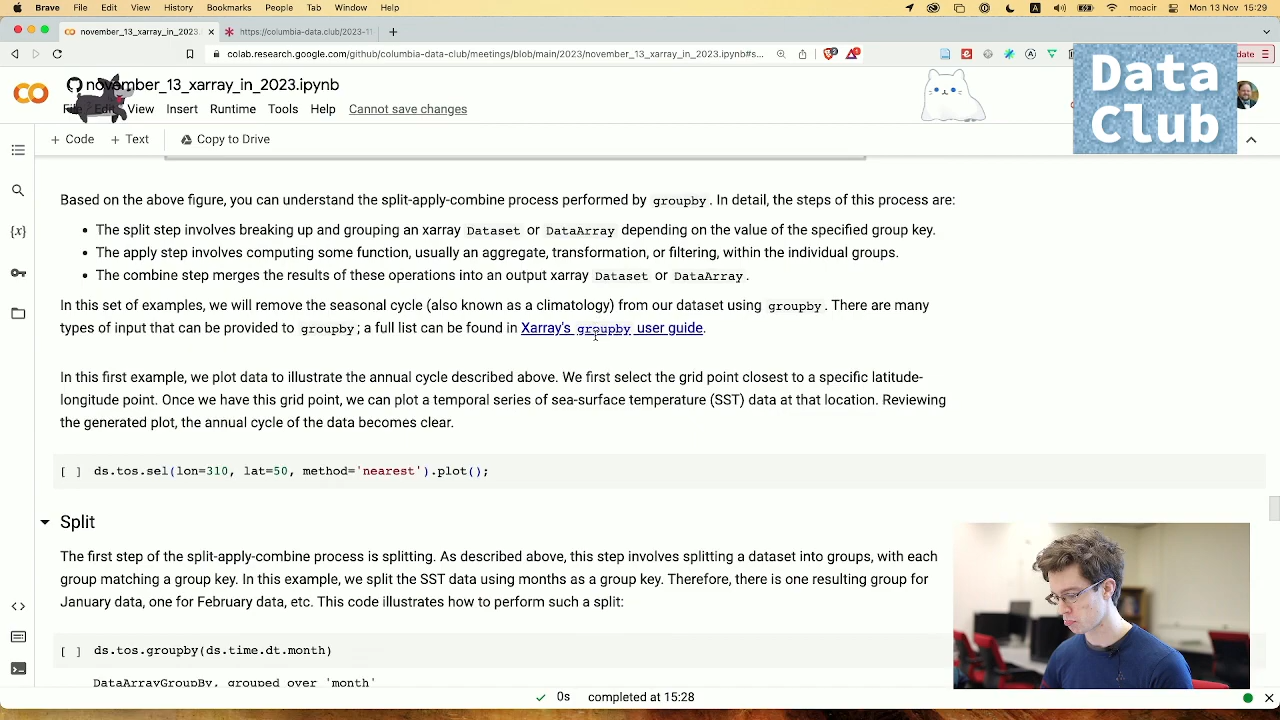 Brave File Edit View History Bookmarks People Tab Window Help moacir Mon 13 Nov 15:29
november_13_xarray_in_2023. https://columbia-data-club/2023-11
colab.research.google.com/github/columbia-data-club/meetings/blob/main/2023/november_13_xarray_in_2023.ipynb#s... date
Data
Club
november_13_xarray_in_2023.ipynb
File Edit View Insert Runtime Tools Help Cannot save changes
+ Code + Text Copy to Drive
Based on the above figure, you can understand the split-apply-combine process performed by groupby. In detail, the steps of this process are:
• The split step involves breaking up and grouping an xarray Dataset or DataArray depending on the value of the specified group key.
• The apply step involves computing some function, usually an aggregate, transformation, or filtering, within the individual groups.
• The combine step merges the results of these operations into an output xarray Dataset or DataArray.
In this set of examples, we will remove the seasonal cycle (also known as a climatology) from our dataset using groupby. There are many
types of input that can be provided to groupby; a full list can be found in Xarray's groupby user guide.
In this first example, we plot data to illustrate the annual cycle described above. We first select the grid point closest to a specific latitude-
longitude point. Once we have this grid point, we can plot a temporal series of sea-surface temperature (SST) data at that location. Reviewing
the generated plot, the annual cycle of the data becomes clear.
[ ] ds.tos.sel(lon=310, lat=50, method='nearest').plot();
Split
The first step of the split-apply-combine process is splitting. As described above, this step involves splitting a dataset into groups, with each
group matching a group key. In this example, we split the SST data using months as a group key. Therefore, there is one resulting group for
January data, one for February data, etc. This code illustrates how to perform such a split:
[ ] ds.tos.groupby(ds.time.dt.month)
DataArrayGroupBy, grouped over 'month'
0s completed at 15:28